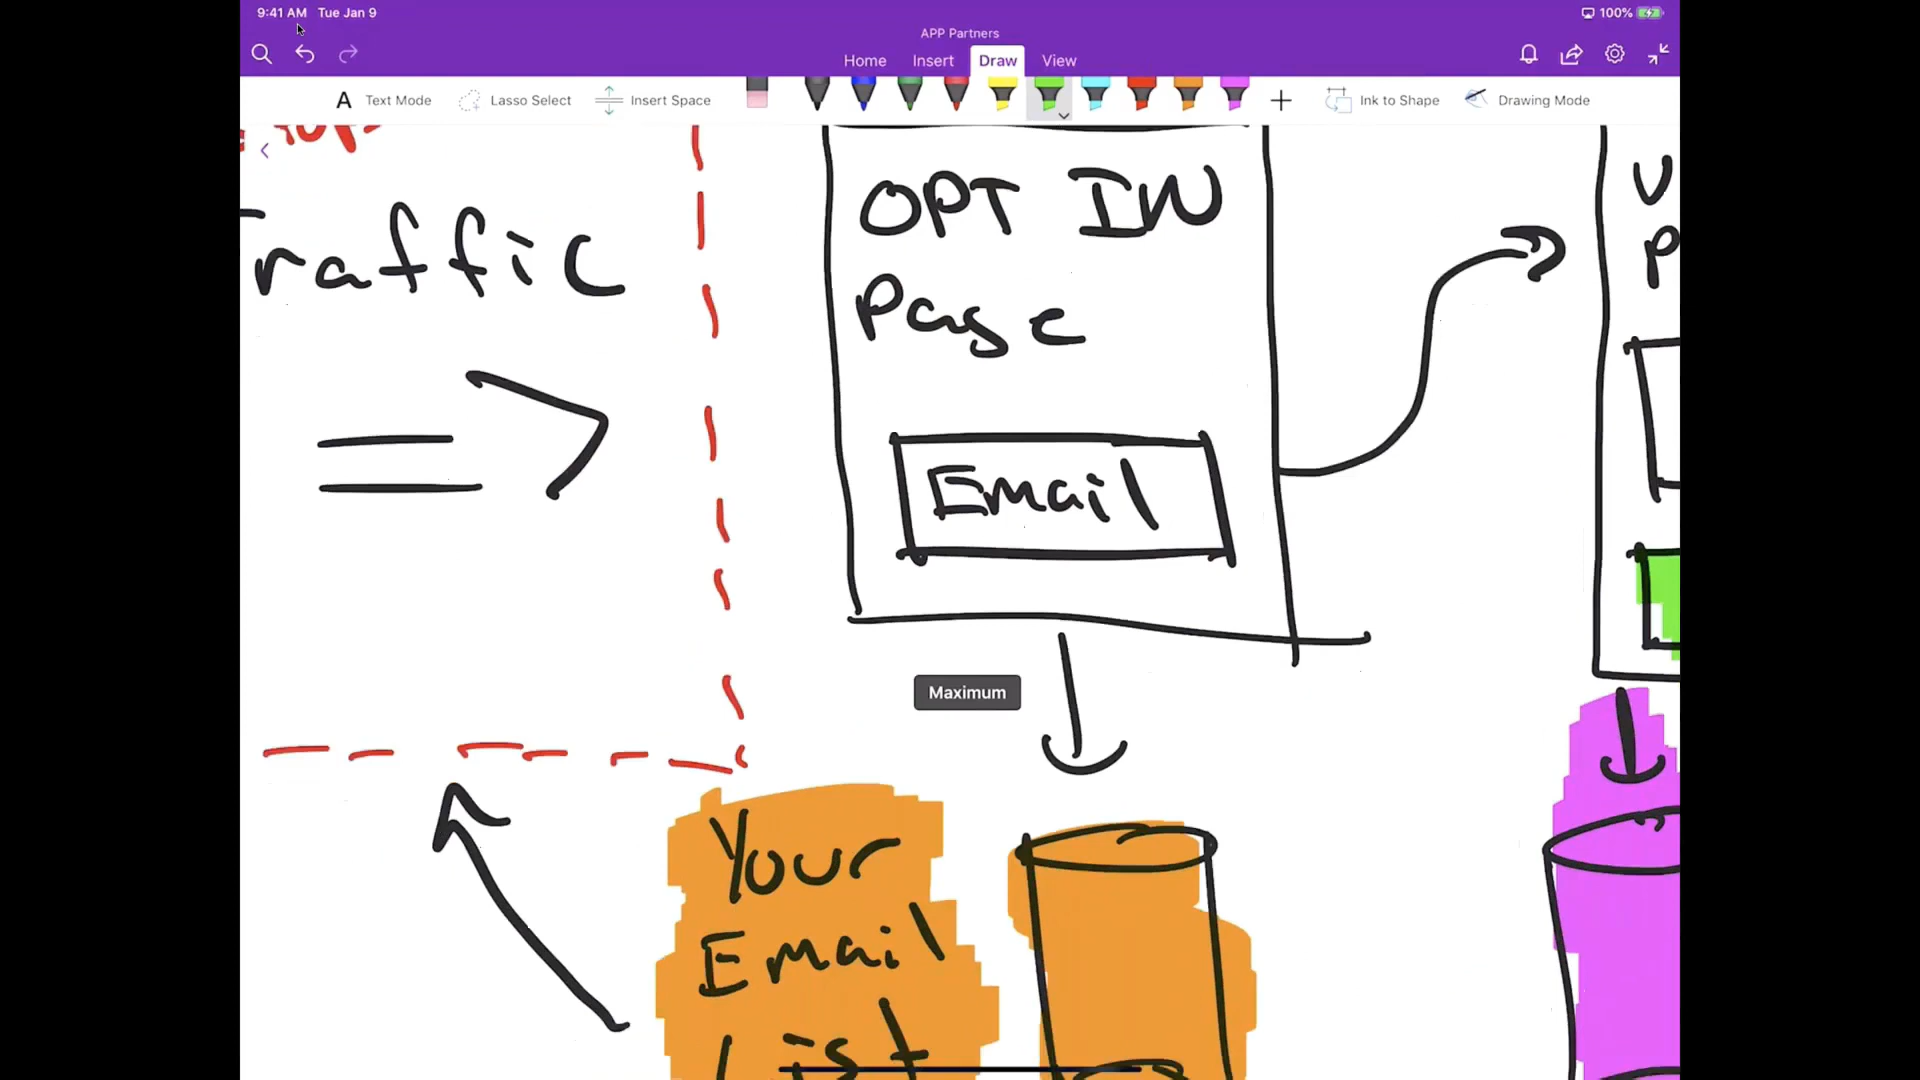 9:41 AM Tue Jan 9
100%
APP Partners
Home Insert Draw View
Text Mode Lasso Select Insert Space Ink to Shape Drawing Mode
Traffic
=>
OPT IN
Page
Email
Maximum
Your
Email
List